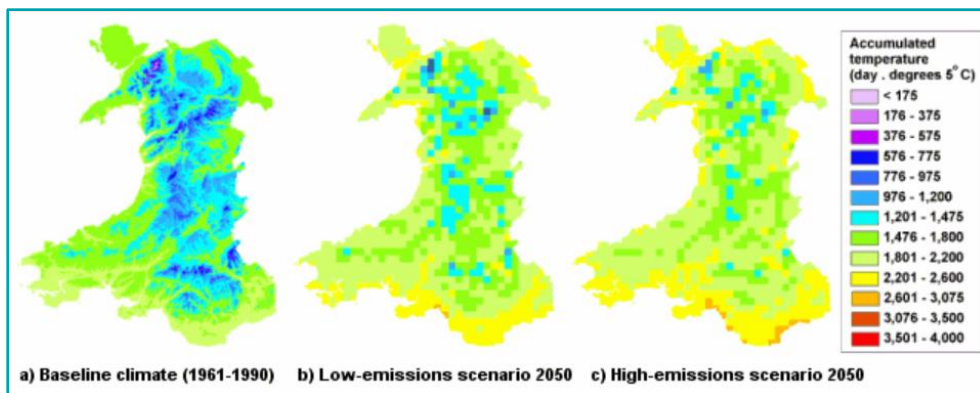 Accumulated
temperature
(day . degrees 5°C)
< 175
176 - 375
376 - 575
576 - 775
776 - 975
976 - 1,200
1,201 - 1,475
1,476 - 1,800
1,801 - 2,200
2,201 - 2,600
2,601 - 3,075
3,076 - 3,500
3,501 - 4,000
a) Baseline climate (1961-1990)
b) Low-emissions scenario 2050
c) High-emissions scenario 2050